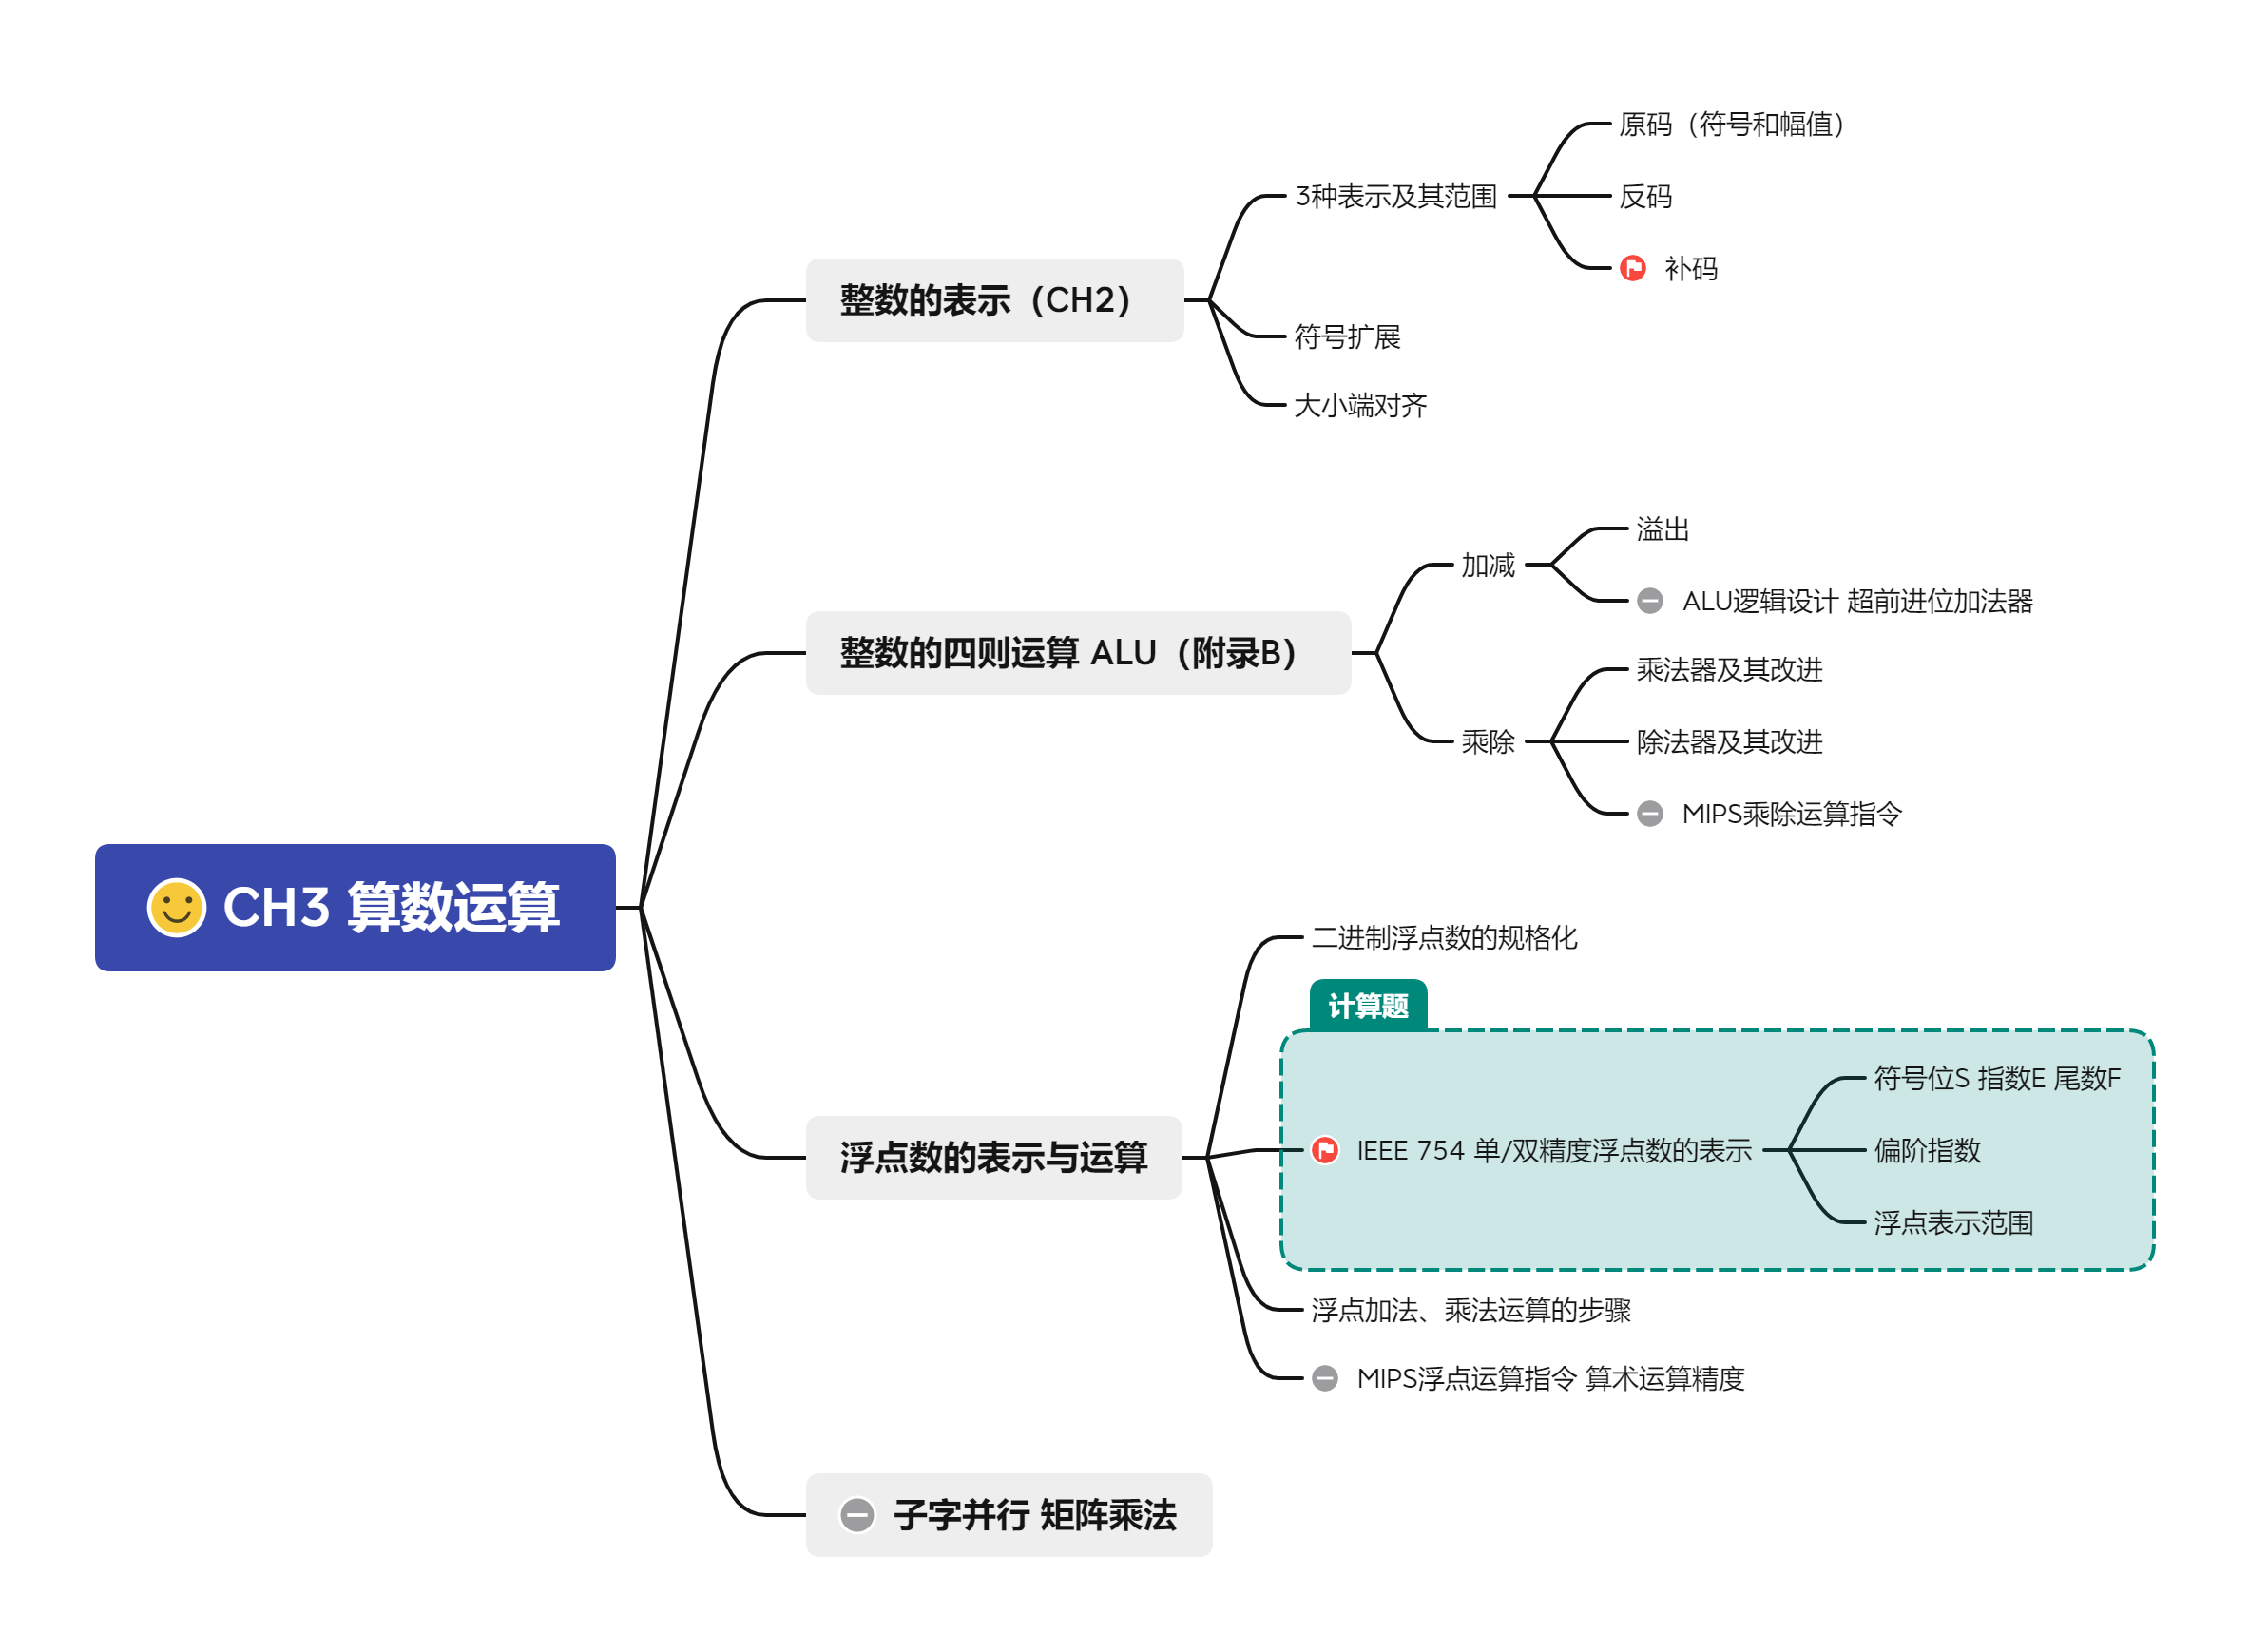 CH3 算数运算
整数的表示（CH2）
3种表示及其范围
原码（符号和幅值）
反码
补码
符号扩展
大小端对齐
整数的四则运算 ALU（附录B）
加减
溢出
ALU逻辑设计 超前进位加法器
乘除
乘法器及其改进
除法器及其改进
MIPS乘除运算指令
浮点数的表示与运算
二进制浮点数的规格化
计算题
IEEE 754 单/双精度浮点数的表示
符号位S 指数E 尾数F
偏阶指数
浮点表示范围
浮点加法、乘法运算的步骤
MIPS浮点运算指令 算术运算精度
子字并行 矩阵乘法